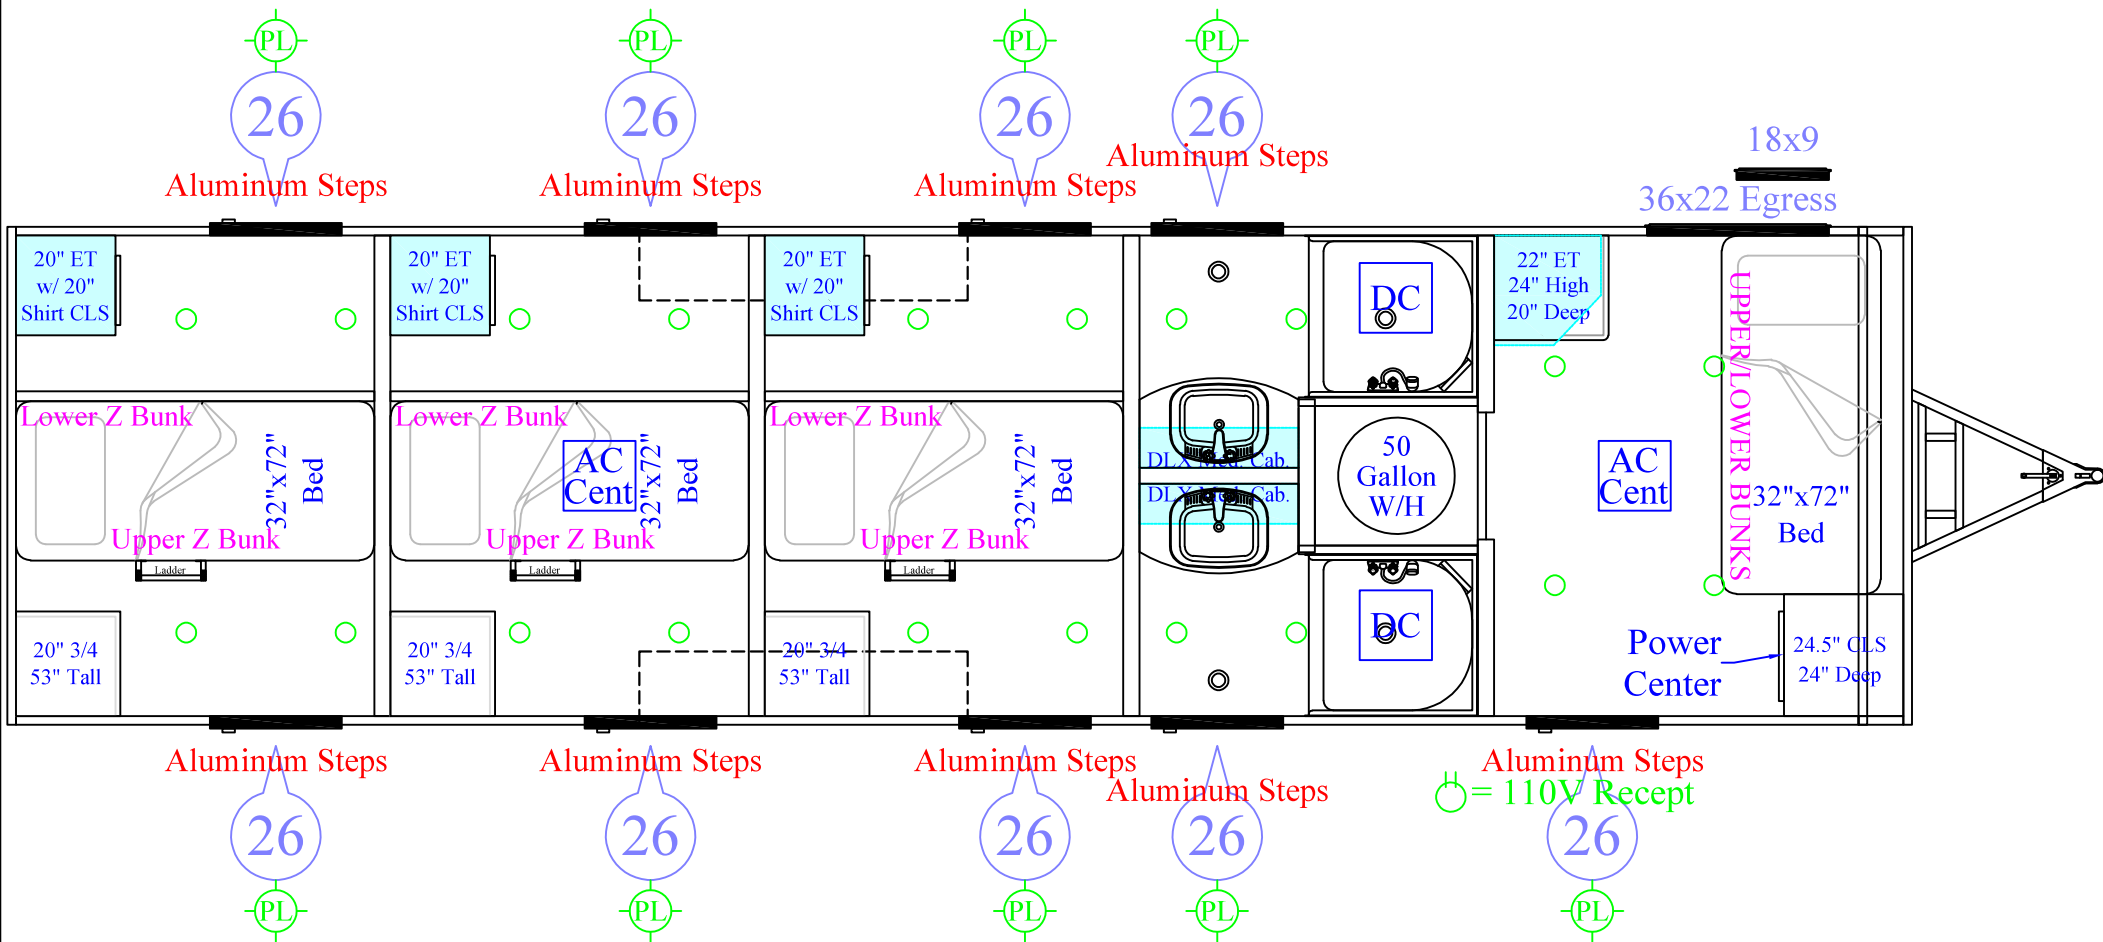 PL
PL
PL
PL
26
26
26
26
18x9
Aluminum Steps
Aluminum Steps
Aluminum Steps
Aluminum Steps
36x22 Egress
20" ET
w/ 20"
Shirt CLS
20" ET
w/ 20"
Shirt CLS
20" ET
w/ 20"
Shirt CLS
DC
22" ET
24" High
20" Deep
UPPER/LOWER BUNKS
Lower Z Bunk
32"x72"
Bed
Upper Z Bunk
Ladder
Lower Z Bunk
AC
Cent
32"x72"
Bed
Upper Z Bunk
Ladder
Lower Z Bunk
32"x72"
Bed
Upper Z Bunk
Ladder
DLX Med. Cab.
DLX Med. Cab.
50
Gallon
W/H
AC
Cent
32"x72"
Bed
20" 3/4
53" Tall
20" 3/4
53" Tall
20" 3/4
53" Tall
DC
Power
Center
24.5" CLS
24" Deep
Aluminum Steps
Aluminum Steps
Aluminum Steps
Aluminum Steps
Aluminum Steps
= 110V Recept
26
26
26
26
26
PL
PL
PL
PL
PL